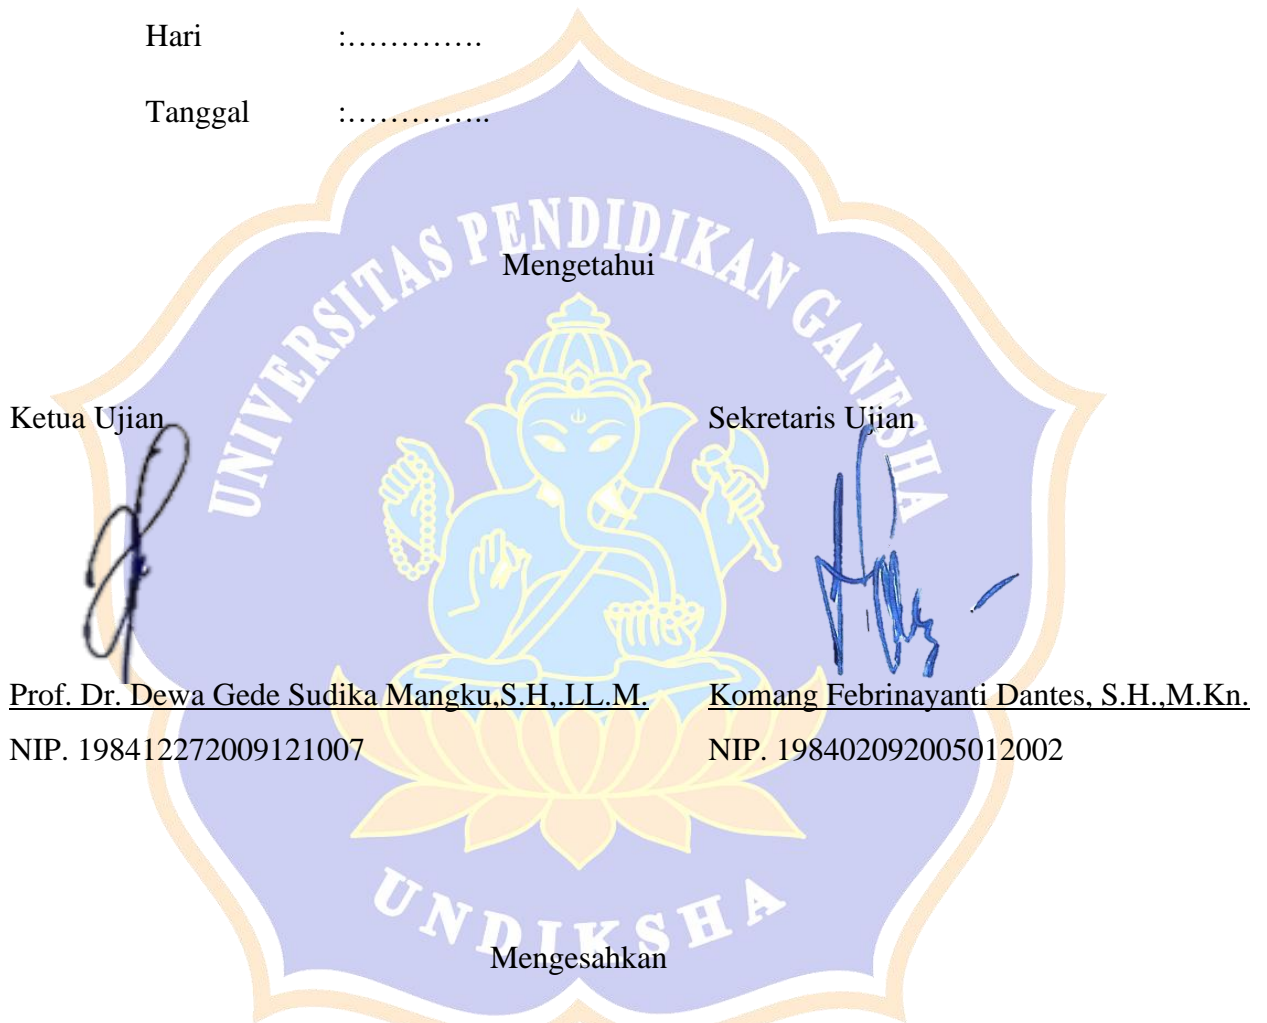 Hari :………….
Tanggal :…………..
UNIVERSITAS PENDIDIKAN GANESHA
Mengetahui
Ketua Ujian Sekretaris Ujian
Prof. Dr. Dewa Gede Sudika Mangku,S.H,.LL.M. Komang Febrinayanti Dantes, S.H.,M.Kn.
NIP. 198412272009121007 NIP. 198402092005012002
UNDIKSHA
Mengesahkan